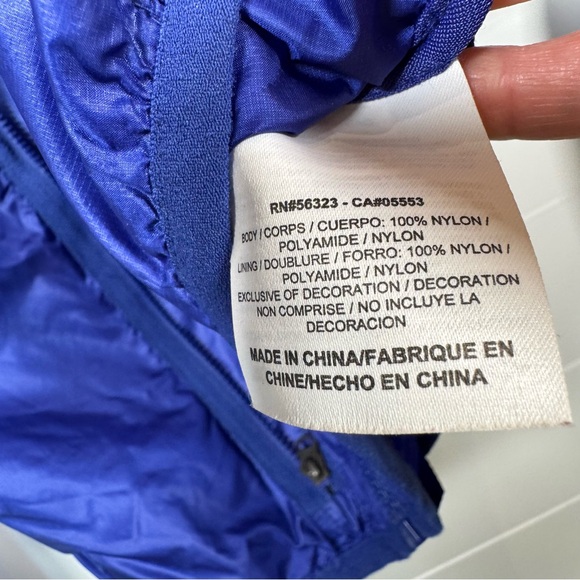 RN#56323 - CA#05553
BODY / CORPS / CUERPO: 100% NYLON /
POLYAMIDE / NYLON
LINING / DOUBLURE / FORRO: 100% NYLON /
POLYAMIDE / NYLON
EXCLUSIVE OF DECORATION / DECORATION
NON COMPRISE / NO INCLUYE LA
DECORACION
MADE IN CHINA/FABRIQUE EN
CHINE/HECHO EN CHINA